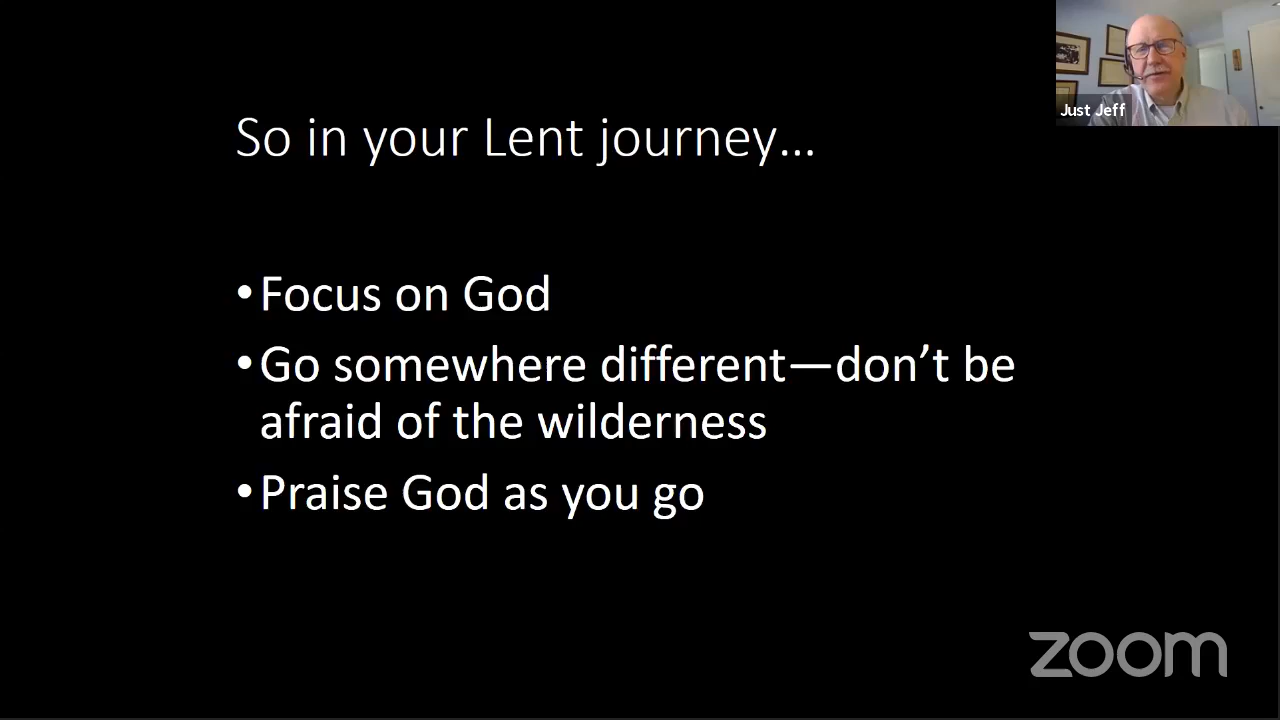 So in your Lent journey…
•Focus on God
•Go somewhere different—don’t be
afraid of the wilderness
•Praise God as you go
Just Jeff
zoom